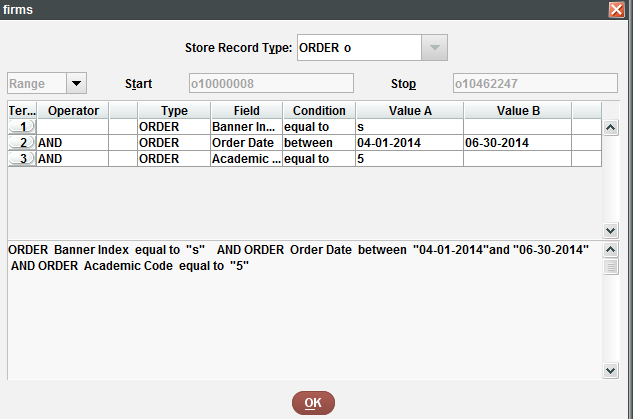 firms
Store Record Type: ORDER o
Range Start o10000008 Stop o10462247
Ter... Operator Type Field Condition Value A Value B
1 ORDER Banner In... equal to s
2 AND ORDER Order Date between 04-01-2014 06-30-2014
3 AND ORDER Academic ... equal to 5
ORDER Banner Index equal to "s" AND ORDER Order Date between "04-01-2014"and "06-30-2014"
AND ORDER Academic Code equal to "5"
OK